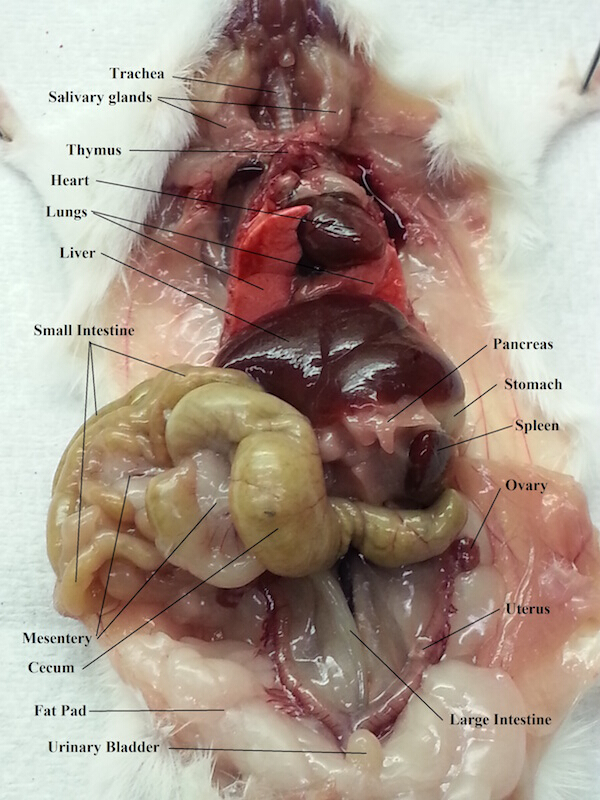 Trachea
Salivary glands
Thymus
Heart
Lungs
Liver
Small Intestine
Pancreas
Stomach
Spleen
Ovary
Uterus
Mesentery
Cecum
Fat Pad
Large Intestine
Urinary Bladder